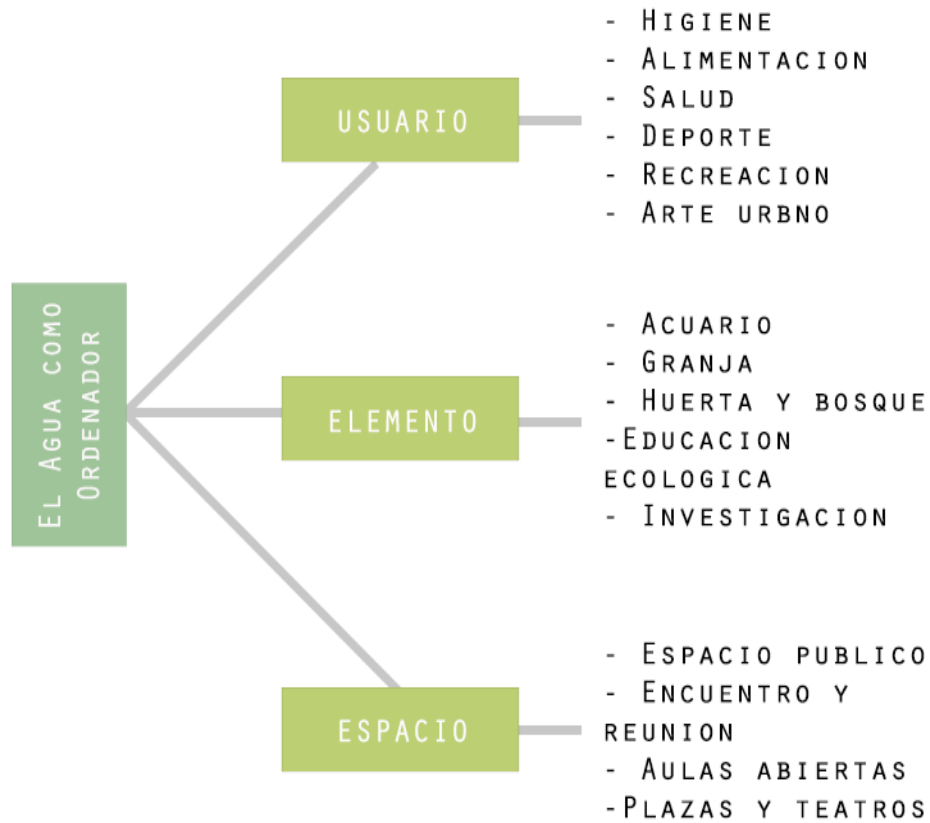 El Agua como
Ordenador
USUARIO
- Higiene
- Alimentacion
- Salud
- Deporte
- Recreacion
- Arte urbno
ELEMENTO
- Acuario
- Granja
- Huerta y bosque
-Educacion
ecologica
- Investigacion
ESPACIO
- Espacio publico
- Encuentro y
reunion
- Aulas abiertas
-Plazas y teatros